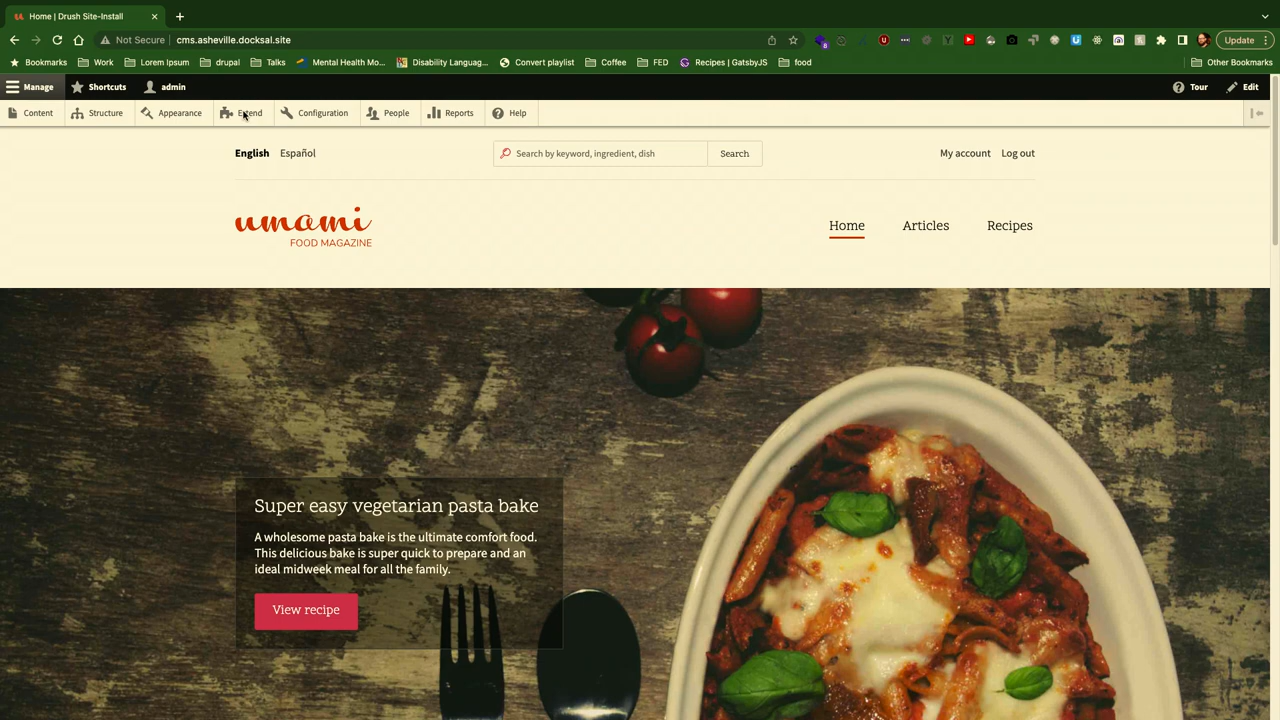 Home | Drush Site-Install
Not Secure | cms.asheville.docksal.site
Update
Bookmarks Work Lorem Ipsum drupal Talks Mental Health Mo... Disability Languag... Convert playlist Coffee FED Recipes | GatsbyJS food Other Bookmarks
Manage Shortcuts admin Tour Edit
Content Structure Appearance Extend Configuration People Reports Help
English Español Search by keyword, ingredient, dish Search My account Log out
umami
FOOD MAGAZINE
Home Articles Recipes
Super easy vegetarian pasta bake
A wholesome pasta bake is the ultimate comfort food.
This delicious bake is super quick to prepare and an
ideal midweek meal for all the family.
View recipe